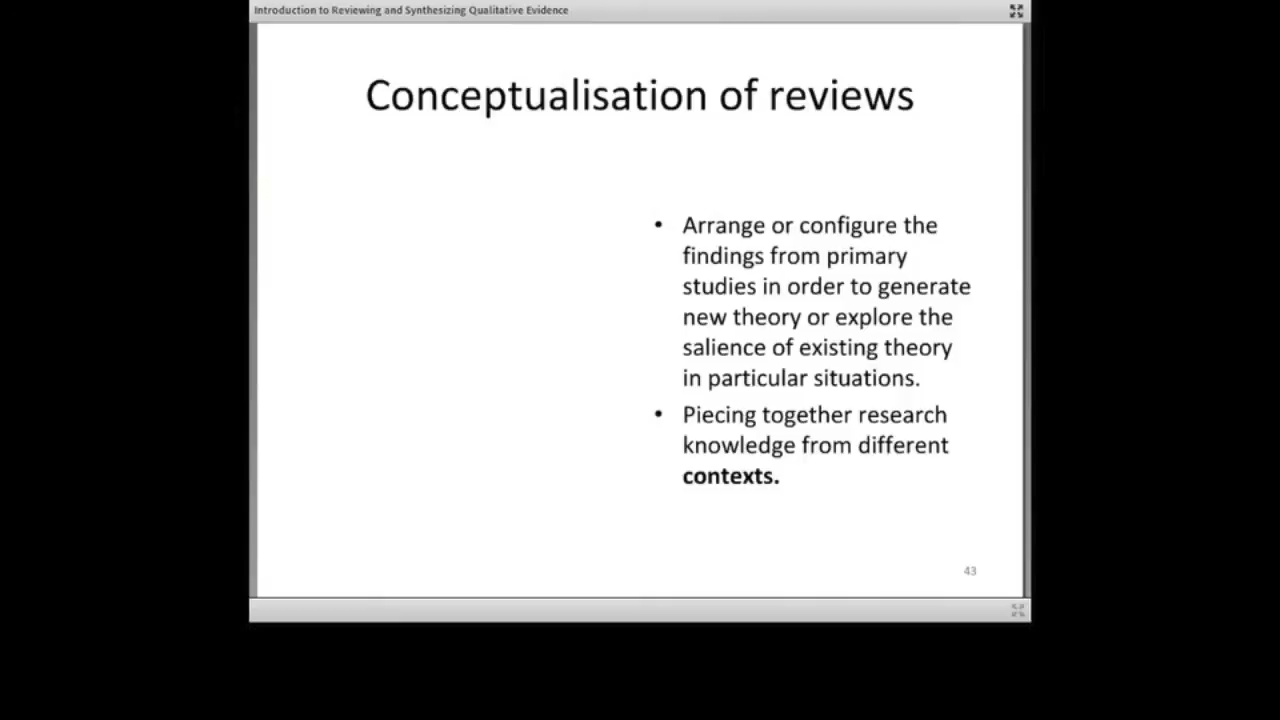 Introduction to Reviewing and Synthesizing Qualitative Evidence
Conceptualisation of reviews
• Arrange or configure the
findings from primary
studies in order to generate
new theory or explore the
salience of existing theory
in particular situations.
• Piecing together research
knowledge from different
contexts.
43